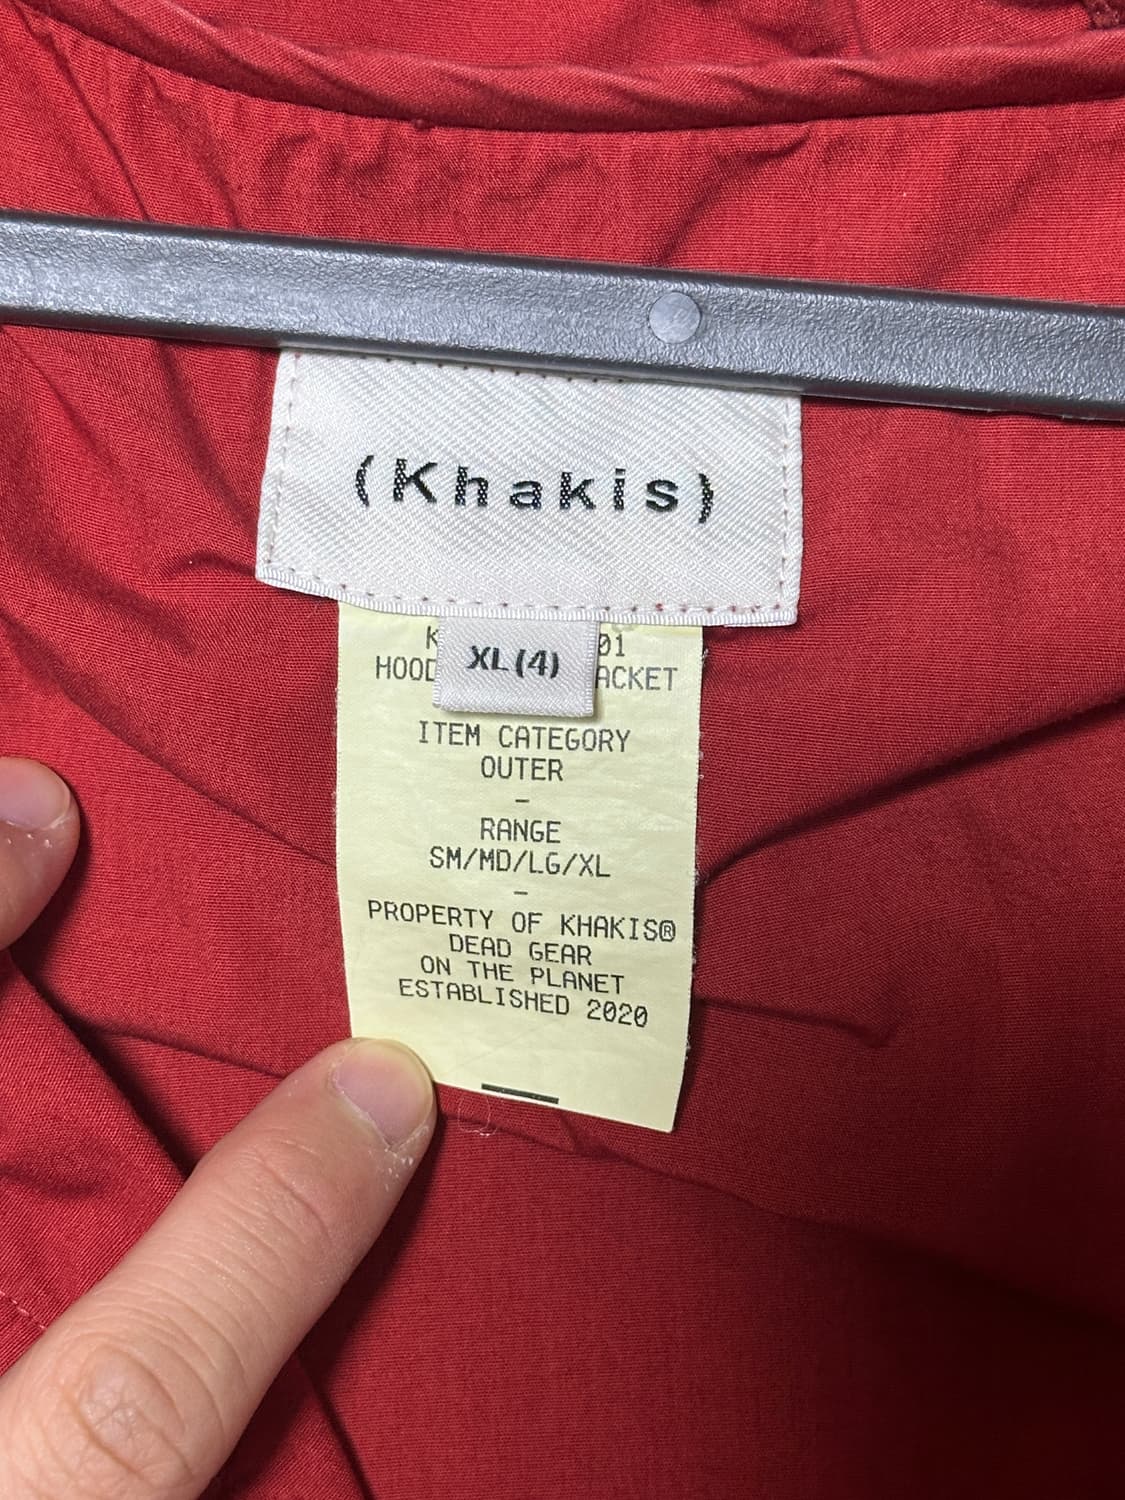 (Khakis)
XL(4)
K 01
HOOD ACKET
ITEM CATEGORY
OUTER
-
RANGE
SM/MD/LG/XL
-
PROPERTY OF KHAKIS®
DEAD GEAR
ON THE PLANET
ESTABLISHED 2020